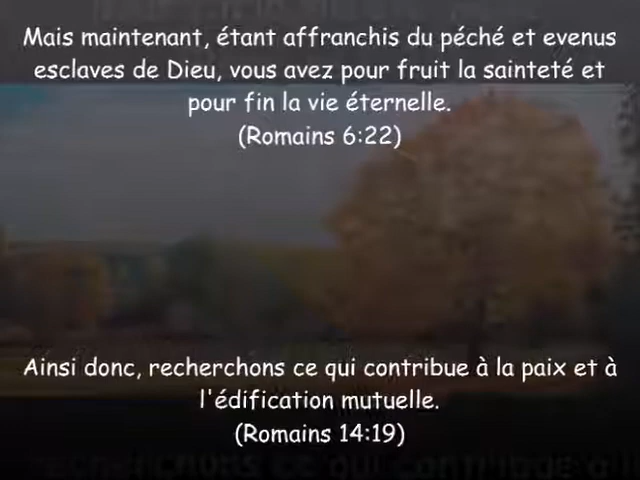 Mais maintenant, étant affranchis du péché et evenus
esclaves de Dieu, vous avez pour fruit la sainteté et
pour fin la vie éternelle.
(Romains 6:22)
Ainsi donc, recherchons ce qui contribue à la paix et à
l'édification mutuelle.
(Romains 14:19)